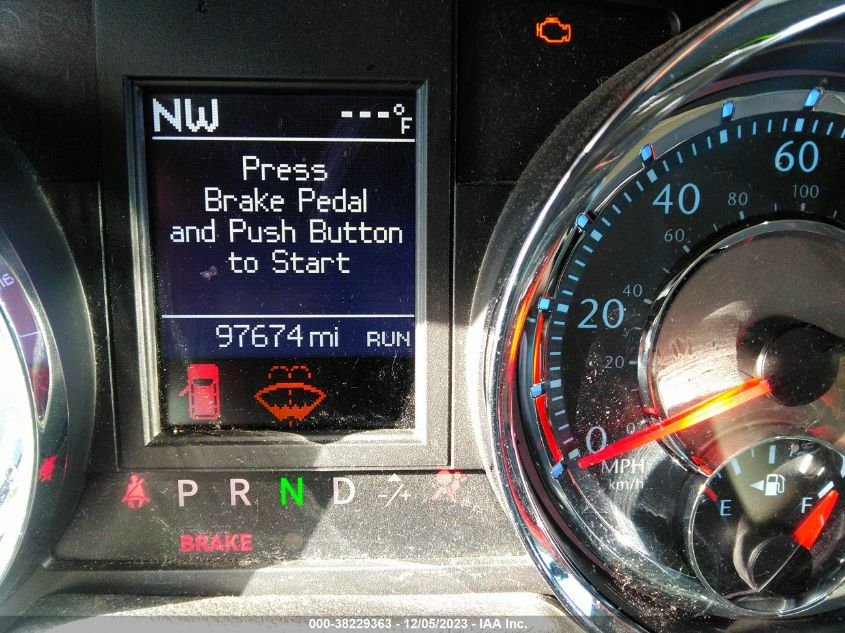 NW ---°F
Press
Brake Pedal
and Push Button
to Start
97674 mi RUN
P R N D -/+
BRAKE
0 20 40 60
0 20 40 60 80 100
MPH
km/h
E F
000-38229363 - 12/05/2023 - IAA Inc.